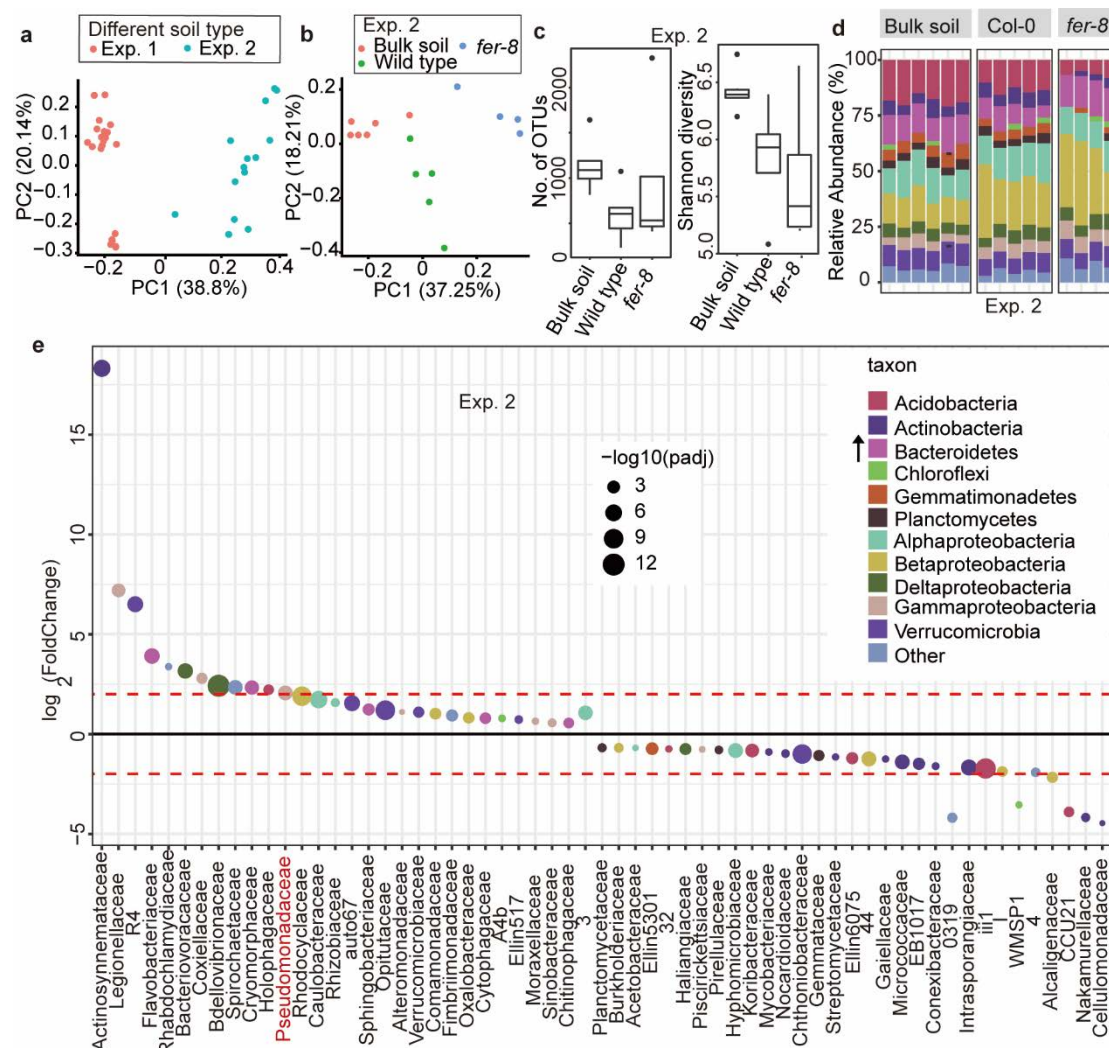 a
Different soil type
Exp. 1 Exp. 2
PC2 (20.14%)
0.2
0.1
0.0
−0.1
−0.2
−0.3
−0.2 0 0.2 0.4
PC1 (38.8%)
b
Exp. 2
Bulk soil fer-8
Wild type
PC2 (18.21%)
0.2
0.0
−0.2
−0.4
−0.2 0 0.2 0.4
PC1 (37.25%)
c
Exp. 2
No. of OTUs
2000
1000
0
Bulk soil
Wild type
fer-8
Shannon diversity
6.5
6.0
5.5
5.0
Bulk soil
Wild type
fer-8
d
Bulk soil Col-0 fer-8
Relative Abundance (%)
100
75
50
25
0
Exp. 2
e
Exp. 2
log2(FoldChange)
15
10
5
0
−5
−log10(padj)
3
6
9
12
taxon
Acidobacteria
Actinobacteria
Bacteroidetes
Chloroflexi
Gemmatimonadetes
Planctomycetes
Alphaproteobacteria
Betaproteobacteria
Deltaproteobacteria
Gammaproteobacteria
Verrucomicrobia
Other
Actinosynnemataceae
Legionellaceae
R4
Flavobacteriaceae
Rhabdochlamydiaceae
Bacteriovoracaceae
Coxiellaceae
Bdellovibrionaceae
Spirochaetaceae
Cryomorphaceae
Holophagaceae
Pseudomonadaceae
Rhodocyclaceae
Caulobacteraceae
Rhizobiaceae
auto67
Sphingobacteriaceae
Opitutaceae
Alteromonadaceae
Verrucomicrobiaceae
Comamonadaceae
Fimbriimonadaceae
Oxalobacteraceae
Cytophagaceae
A4b
Ellin517
Moraxellaceae
Sinobacteraceae
Chitinophagaceae
3
Planctomycetaceae
Burkholderiaceae
Acetobacteraceae
Ellin5301
32
Haliangiaceae
Piscirickettsiaceae
Pirellulaceae
Hyphomicrobiaceae
Koribacteraceae
Mycobacteriaceae
Nocardioidaceae
Chthoniobacteraceae
Gemmataceae
Streptomycetaceae
Ellin6075
44
Gaiellaceae
Micrococcaceae
EB1017
Conexibacteraceae
0319
Intrasporangiaceae
iii1
I
WMSP1
4
Alcaligenaceae
CCU21
Nakamurellaceae
Cellulomonadaceae